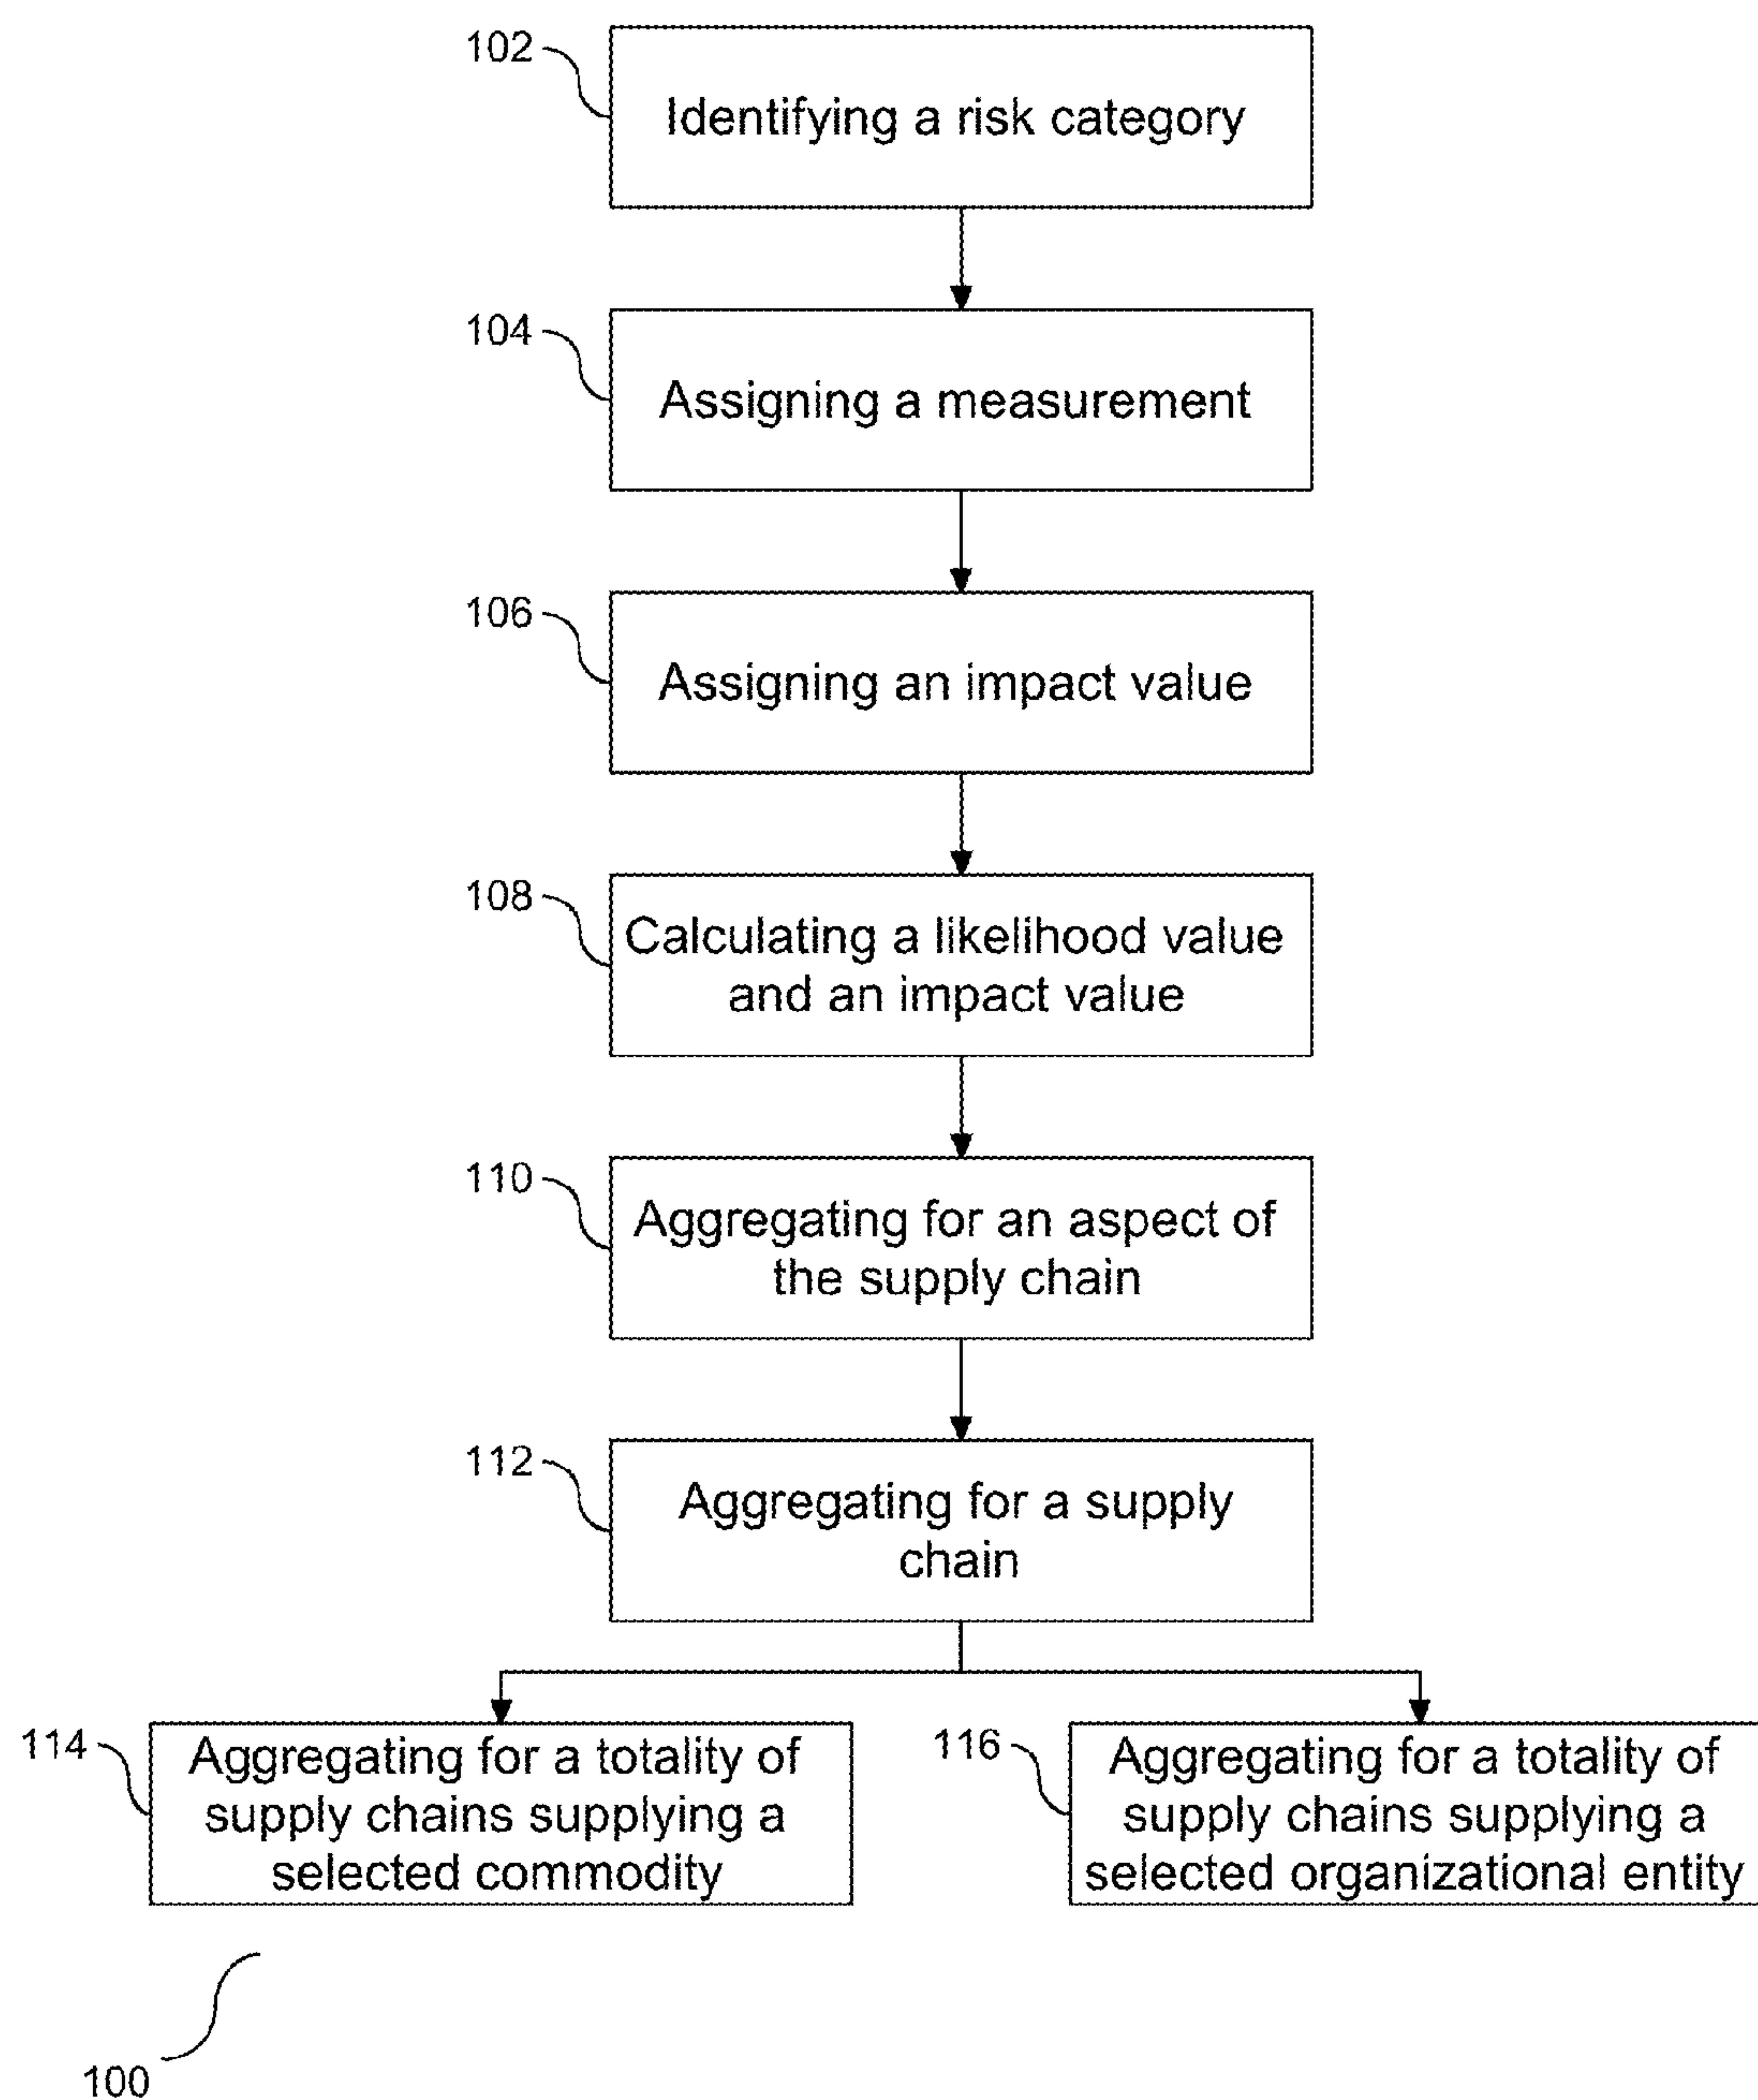 102
Identifying a risk category
104
Assigning a measurement
106
Assigning an impact value
108
Calculating a likelihood value
and an impact value
110
Aggregating for an aspect of
the supply chain
112
Aggregating for a supply
chain
114
Aggregating for a totality of
supply chains supplying a
selected commodity
116
Aggregating for a totality of
supply chains supplying a
selected organizational entity
100